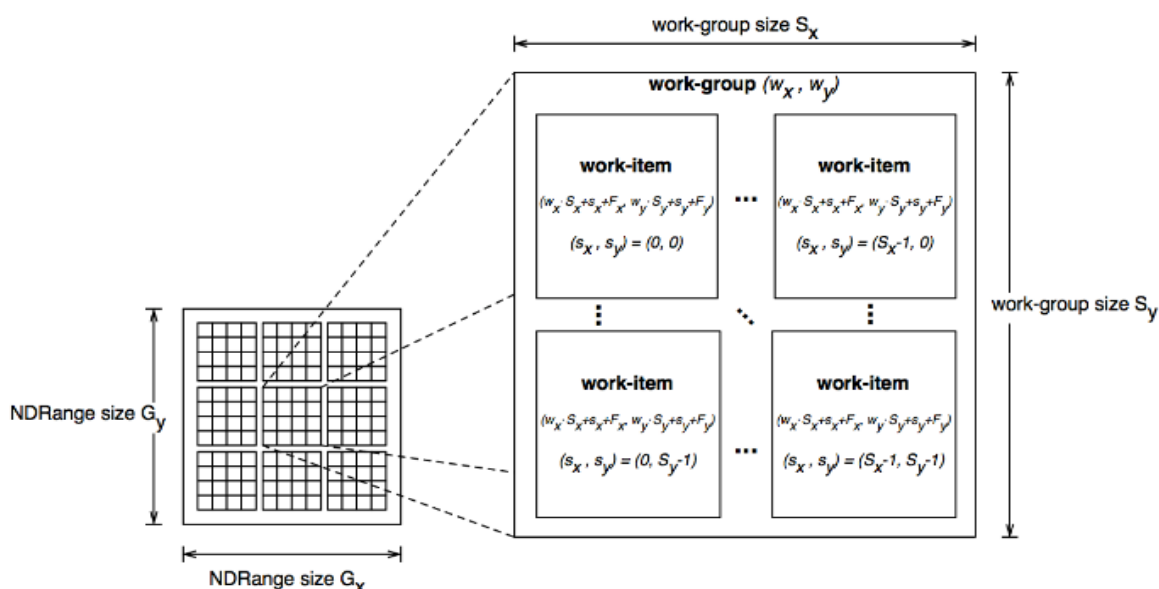 work-group size Sx
work-group (wx , wy)
work-item work-item
(wx· Sx+sx+Fx, wy· Sy+sy+Fy) ... (wx· Sx+sx+Fx, wy· Sy+sy+Fy)
(sx , sy) = (0, 0) (sx , sy) = (Sx-1, 0)
work-group size Sy
work-item work-item
NDRange size Gy
(wx· Sx+sx+Fx, wy· Sy+sy+Fy) (wx· Sx+sx+Fx, wy· Sy+sy+Fy)
(sx , sy) = (0, Sy-1) ... (sx , sy) = (Sx-1, Sy-1)
NDRange size Gx